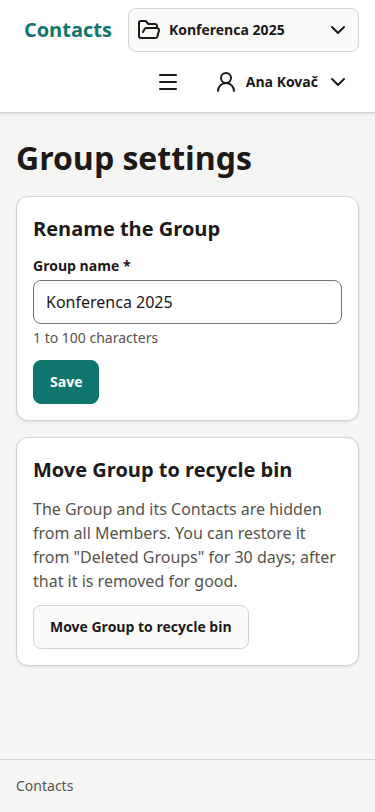 Contacts
Konferenca 2025
Ana Kovač
Group settings
Rename the Group
Group name *
Konferenca 2025
1 to 100 characters
Save
Move Group to recycle bin
The Group and its Contacts are hidden
from all Members. You can restore it
from "Deleted Groups" for 30 days; after
that it is removed for good.
Move Group to recycle bin
Contacts